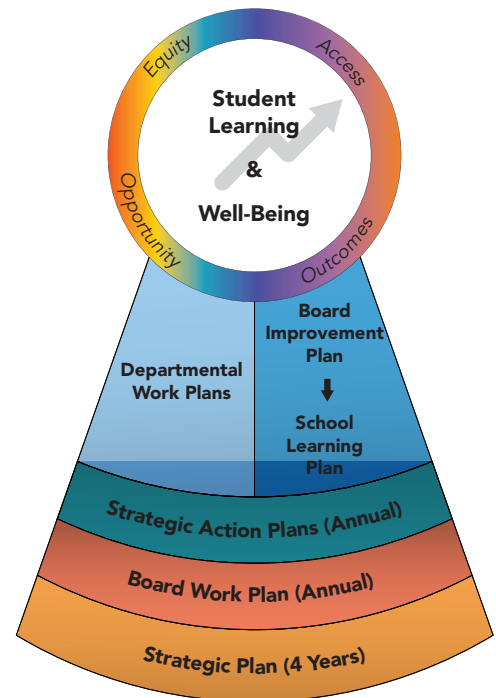 Equity
Access
Student
Learning
&
Well-Being
Opportunity
Outcomes
Departmental
Work Plans
Board
Improvement
Plan
School
Learning
Plan
Strategic Action Plans (Annual)
Board Work Plan (Annual)
Strategic Plan (4 Years)